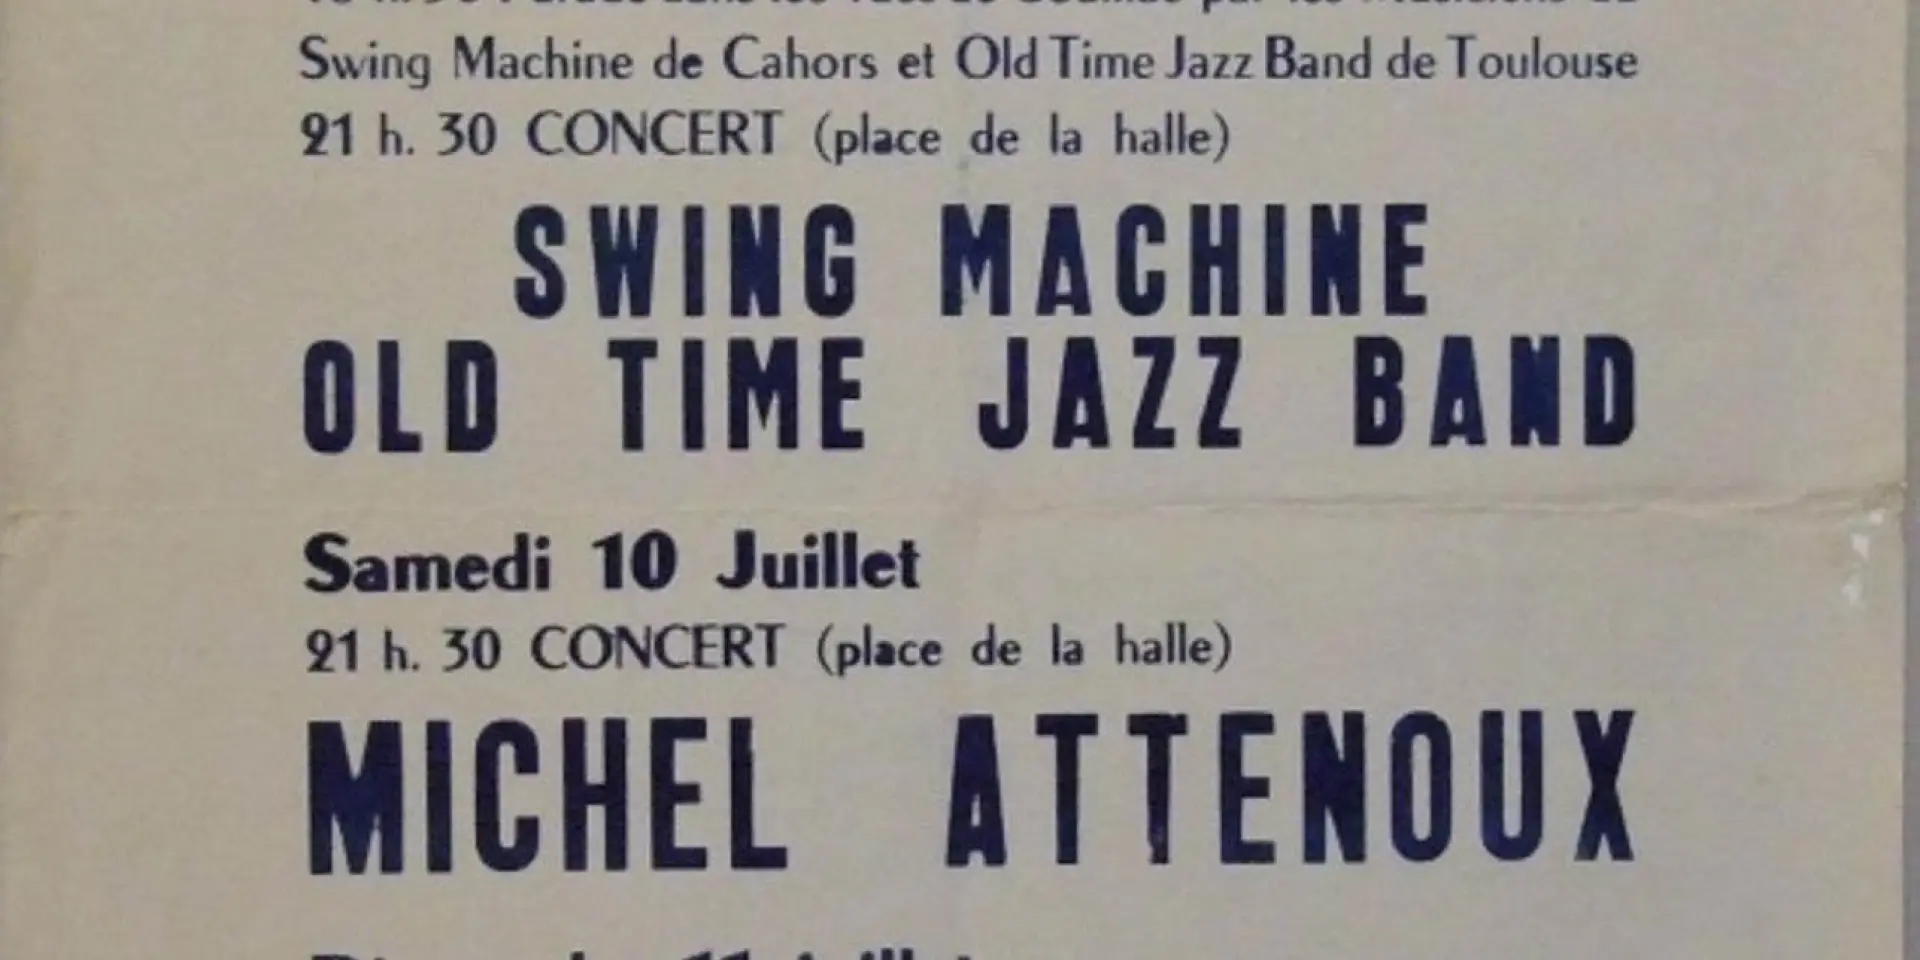 Swing Machine de Cahors et Old Time Jazz Band de Toulouse
21 h. 30 CONCERT (place de la halle)
SWING MACHINE
OLD TIME JAZZ BAND
Samedi 10 Juillet
21 h. 30 CONCERT (place de la halle)
MICHEL ATTENOUX